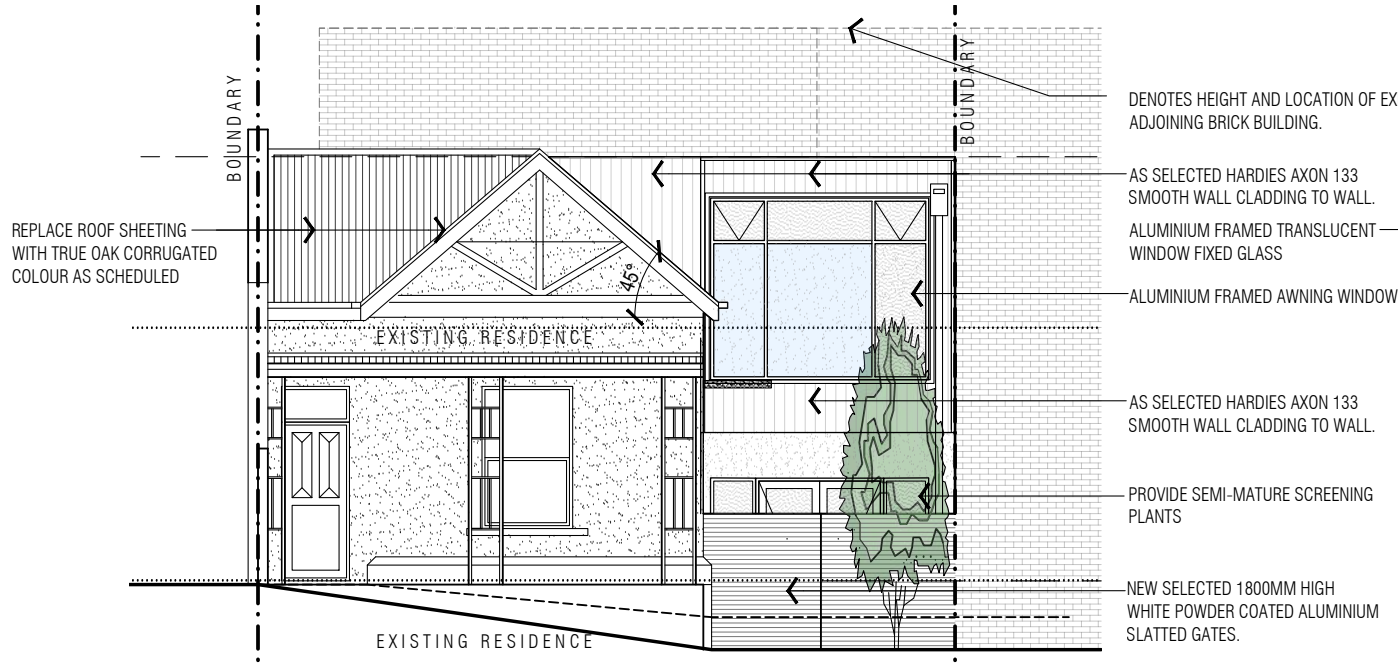 BOUNDARY
BOUNDARY
DENOTES HEIGHT AND LOCATION OF EX
ADJOINING BRICK BUILDING.
AS SELECTED HARDIES AXON 133
SMOOTH WALL CLADDING TO WALL.
REPLACE ROOF SHEETING
WITH TRUE OAK CORRUGATED
COLOUR AS SCHEDULED
ALUMINIUM FRAMED TRANSLUCENT
WINDOW FIXED GLASS
45°
ALUMINIUM FRAMED AWNING WINDOW
EXISTING RESIDENCE
AS SELECTED HARDIES AXON 133
SMOOTH WALL CLADDING TO WALL.
PROVIDE SEMI-MATURE SCREENING
PLANTS
NEW SELECTED 1800MM HIGH
WHITE POWDER COATED ALUMINIUM
SLATTED GATES.
EXISTING RESIDENCE